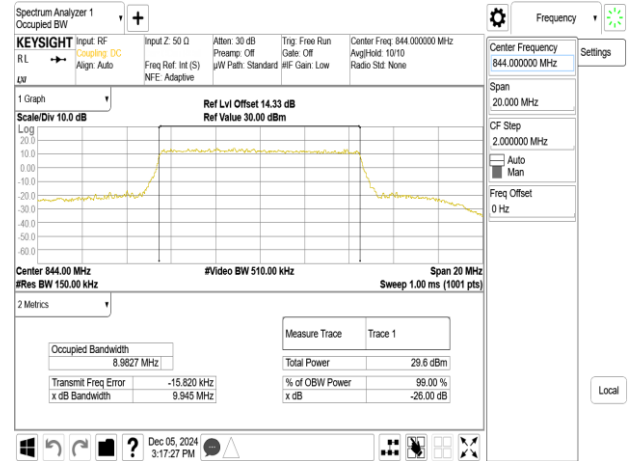 Spectrum Analyzer 1
Occupied BW
Frequency
KEYSIGHT Input: RF Input Z: 50 Ω Atten: 30 dB Trig: Free Run Center Freq: 844.000000 MHz
RL Coupling: DC Preamp: Off Gate: Off Avg|Hold: 10/10
Align: Auto Freq Ref: Int (S) µW Path: Standard #IF Gain: Low Radio Std: None
LXI NFE: Adaptive
Center Frequency
844.000000 MHz
Settings
Span
20.000 MHz
CF Step
2.000000 MHz
Auto
Man
Freq Offset
0 Hz
Local
1 Graph
Ref Lvl Offset 14.33 dB
Scale/Div 10.0 dB Ref Value 30.00 dBm
Log
20.0
10.0
0.00
-10.0
-20.0
-30.0
-40.0
-50.0
-60.0
Center 844.00 MHz #Video BW 510.00 kHz Span 20 MHz
#Res BW 150.00 kHz Sweep 1.00 ms (1001 pts)
2 Metrics
Measure Trace Trace 1
Occupied Bandwidth
8.9827 MHz
Total Power 29.6 dBm
Transmit Freq Error -15.820 kHz % of OBW Power 99.00 %
x dB Bandwidth 9.945 MHz x dB -26.00 dB
Dec 05, 2024
3:17:27 PM